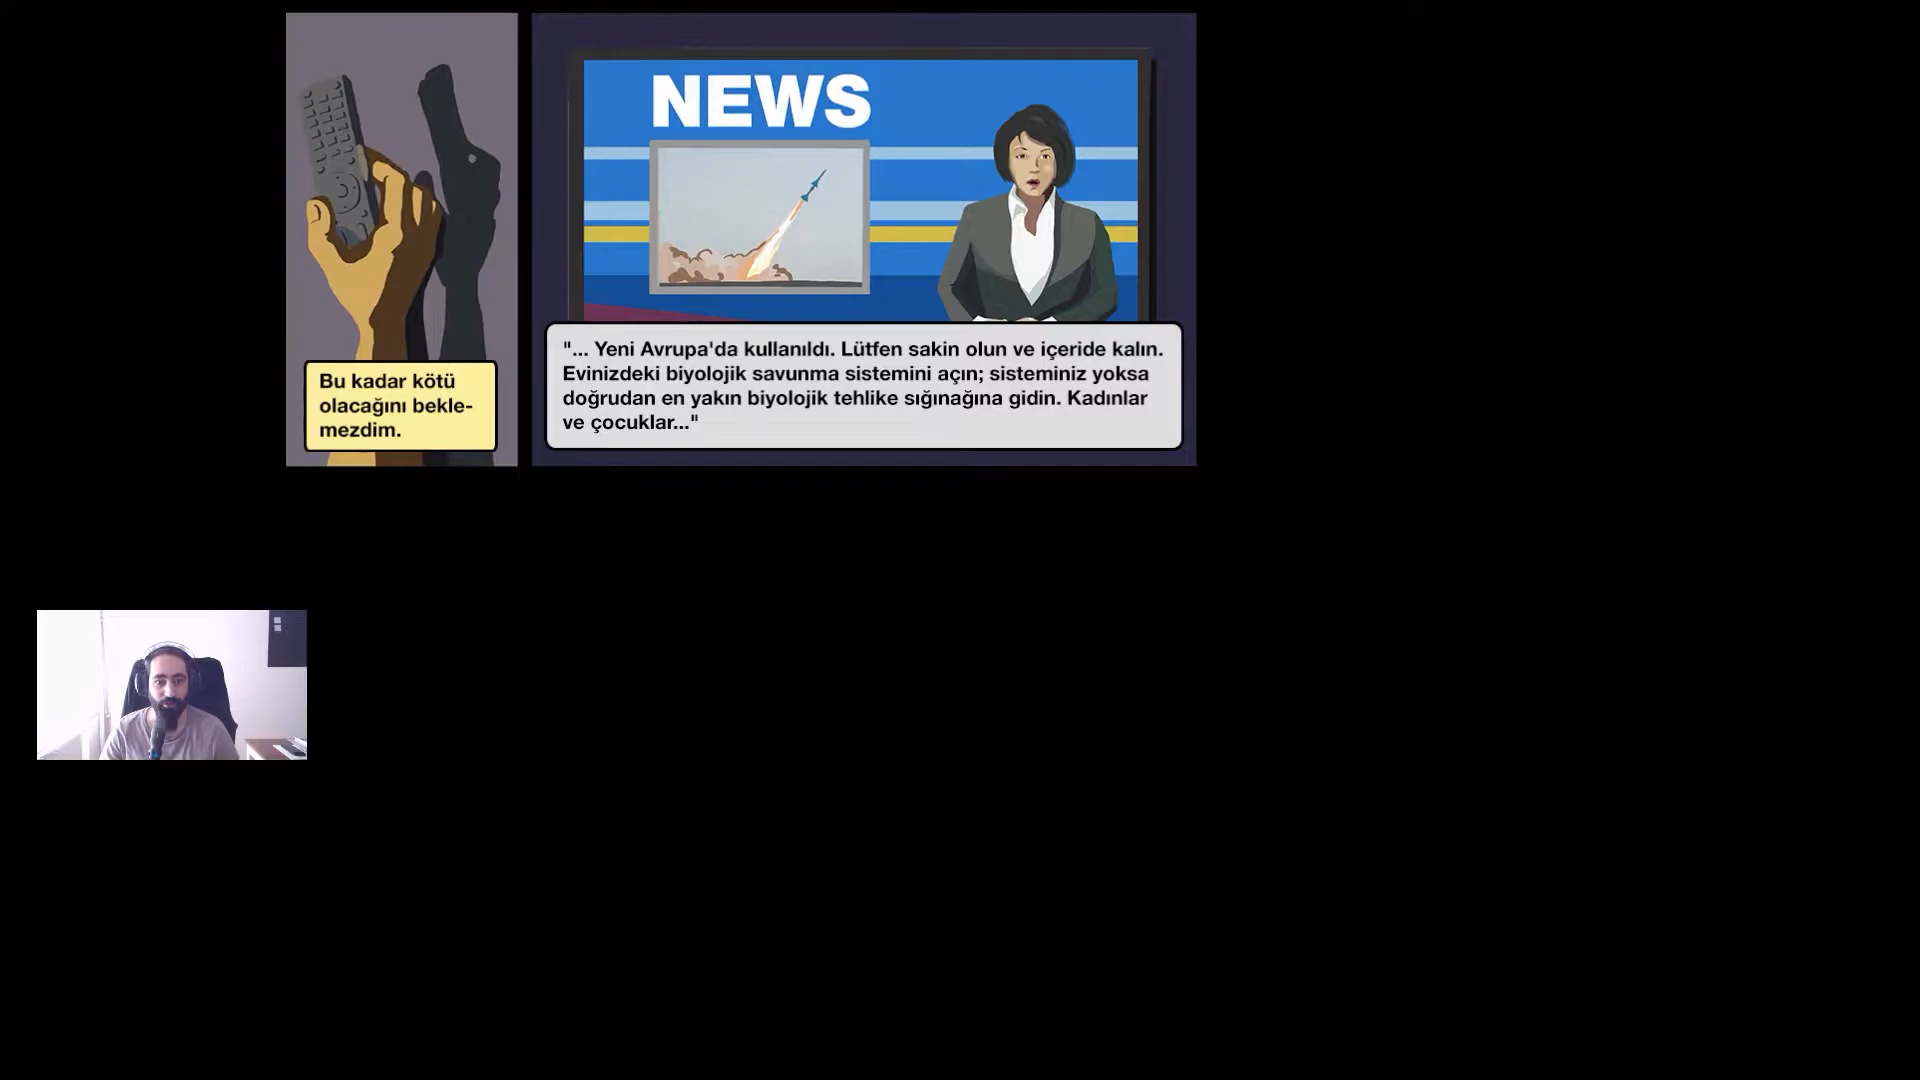 Bu kadar kötü
olacağını bekle-
mezdim.
NEWS
"... Yeni Avrupa'da kullanıldı. Lütfen sakin olun ve içeride kalın.
Evinizdeki biyolojik savunma sistemini açın; sisteminiz yoksa
doğrudan en yakın biyolojik tehlike sığınağına gidin. Kadınlar
ve çocuklar..."